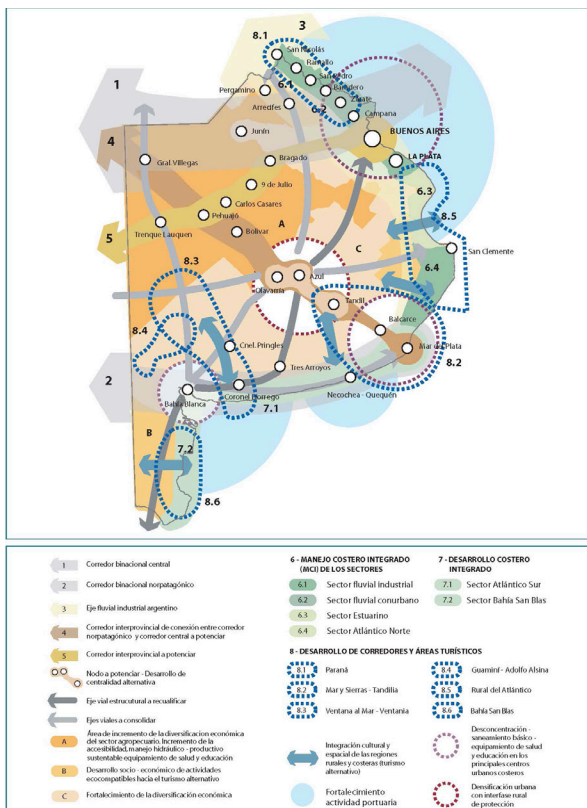 3
8.1
San Nicolás
Ramallo
San Pedro
Baradero
Zárate
Campana
6.1
6.2
1
Pergamino
Arrecifes
Junín
BUENOS AIRES
4
LA PLATA
Gral. Villegas
Bragado
9 de Julio
6.3
Carlos Casares
Pehuajó
A
8.5
Trenque Lauquen
Bolivar
5
C
San Clemente
8.3
6.4
Azul
Olavarría
Tandil
8.4
Balcarce
Cnel. Pringles
Mar del Plata
8.2
Tres Arroyos
2
Bahía Blanca
Coronel Dorrego
Necochea - Quequén
7.1
B
7.2
8.6
1 Corredor binacional central
2 Corredor binacional norpatagónico
3 Eje fluvial industrial argentino
4 Corredor interprovincial de conexión entre corredor
norpatagónico y corredor central a potenciar
5 Corredor interprovincial a potenciar
Nodo a potenciar - Desarrollo de
centralidad alternativa
Eje vial estructural a recualificar
Ejes viales a consolidar
A Área de incremento de la diversificacion económica
del sector agropecuario. Incremento de la
accesibilidad, manejo hidráulico - productivo
sustentable equipamiento de salud y educación
B Desarrollo socio - económico de actividades
ecocompatibles hacia el turismo alternativo
C Fortalecimiento de la diversificación económica
6 - MANEJO COSTERO INTEGRADO
(MCI) DE LOS SECTORES
6.1 Sector fluvial industrial
6.2 Sector fluvial conurbano
6.3 Sector Estuarino
6.4 Sector Atlántico Norte
7 - DESARROLLO COSTERO
INTEGRADO
7.1 Sector Atlántico Sur
7.2 Sector Bahía San Blas
8 - DESARROLLO DE CORREDORES Y ÁREAS TURÍSTICOS
8.1 Paraná
8.2 Mar y Sierras - Tandilia
8.3 Ventana al Mar - Ventania
8.4 Guaminí - Adolfo Alsina
8.5 Rural del Atlántico
8.6 Bahía San Blas
Integración cultural y
espacial de las regiones
rurales y costeras (turismo
alternativo)
Fortalecimiento
actividad portuaria
Desconcentración -
saneamiento básico -
equipamiento de salud
y educación en los
principales centros
urbanos costeros
Densificación urbana
con interfase rural
de protección